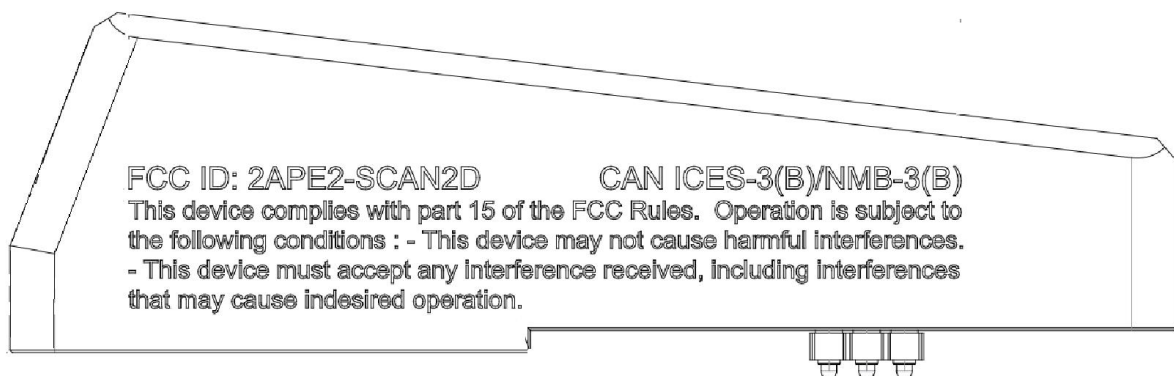 FCC ID: 2APE2-SCAN2D CAN ICES-3(B)/NMB-3(B)
This device complies with part 15 of the FCC Rules. Operation is subject to
the following conditions : - This device may not cause harmful interferences.
- This device must accept any interference received, including interferences
that may cause indesired operation.